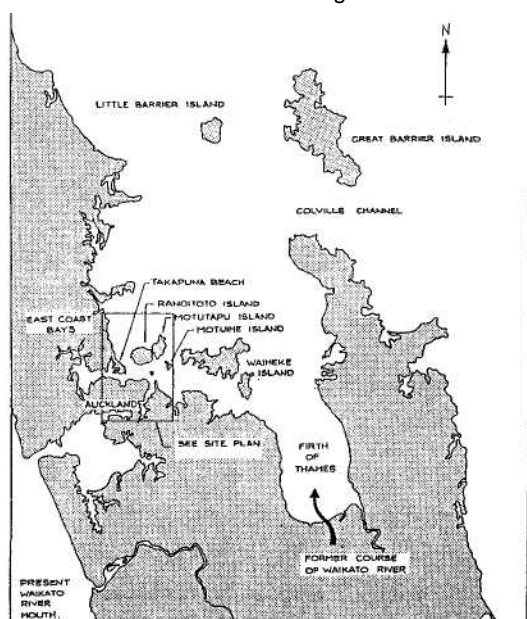 N
LITTLE BARRIER ISLAND
GREAT BARRIER ISLAND
COLVILLE CHANNEL
TAKAPUNA BEACH
RANGITOTO ISLAND
EAST COAST
BAYS
MOTUTAPU ISLAND
MOTUIHE ISLAND
WAIHEKE
ISLAND
AUCKLAND
SEE SITE PLAN
FIRTH
OF
THAMES
FORMER COURSE
OF WAIKATO RIVER
PRESENT
WAIKATO
RIVER
MOUTH.